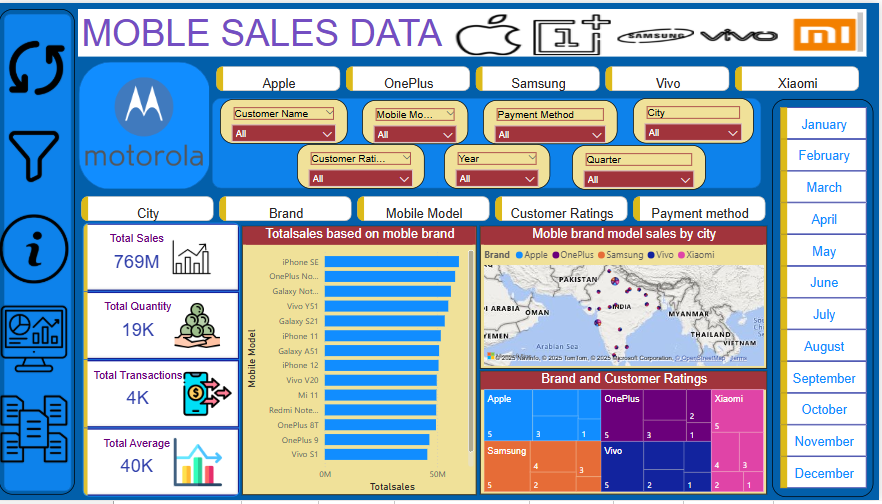 MOBLE SALES DATA
SAMSUNG
vivo
motorola
Apple
OnePlus
Samsung
Vivo
Xiaomi
Customer Name
All
Mobile Mo...
All
Payment Method
All
City
All
Customer Rati...
All
Year
All
Quarter
All
City
Brand
Mobile Model
Customer Ratings
Payment method
January
February
March
April
May
June
July
August
September
October
November
December
Total Sales
769M
Total Quantity
19K
Total Transactions
4K
Total Average
40K
Totalsales based on moble brand
Mobile Model
iPhone SE
OnePlus No...
Galaxy Not...
Vivo Y51
Galaxy S21
iPhone 11
Galaxy A51
iPhone 12
Vivo V20
Mi 11
Redmi Note...
OnePlus 8T
OnePlus 9
Vivo S1
0M
50M
Totalsales
Moble brand model sales by city
Brand
Apple
OnePlus
Samsung
Vivo
Xiaomi
PAKISTAN
INDIA
ARABIA
OMAN
YEMEN
MYANMAR
THAILAND
VIETNAM
Arabian
Sea
© 2025 TomTom, © 2025 Microsoft Corporation, © OpenStreetMap Terms
Brand and Customer Ratings
Apple
5
3
1
OnePlus
5
3
2
1
Xiaomi
5
4
3
2
1
Samsung
5
4
2
3
Vivo
5
2
1